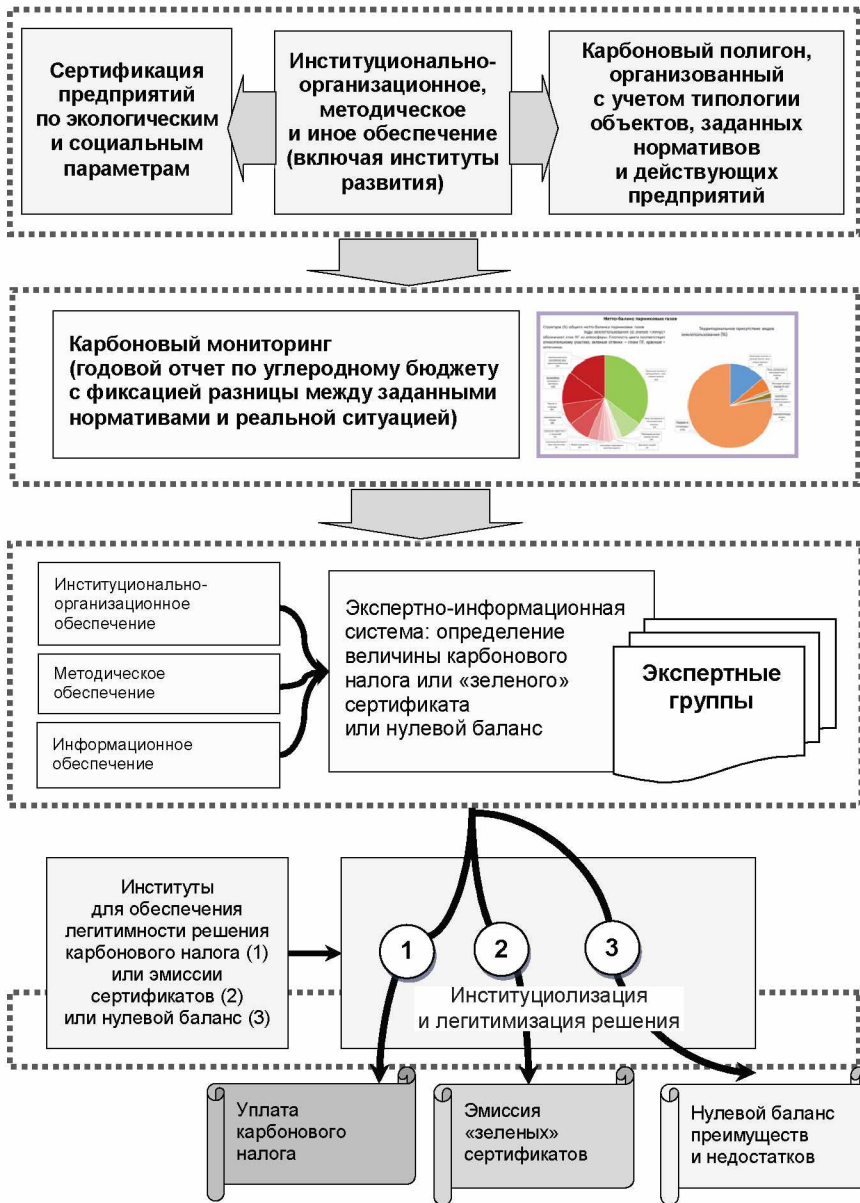 Сертификация
предприятий
по экологическим
и социальным
параметрам
Институционально-
организационное,
методическое
и иное обеспечение
(включая институты
развития)
Карбоновый полигон,
организованный
с учетом типологии
объектов, заданных
нормативов
и действующих
предприятий
Карбоновый мониторинг
(годовой отчет по углеродному бюджету
с фиксацией разницы между заданными
нормативами и реальной ситуацией)
Нетто-баланс парниковых газов
Институционально-
организационное
обеспечение
Методическое
обеспечение
Информационное
обеспечение
Экспертно-информационная
система: определение
величины карбонового
налога или «зеленого»
сертификата
или нулевой баланс
Экспертные
группы
Институты
для обеспечения
легитимности решения
карбонового налога (1)
или эмиссии
сертификатов (2)
или нулевой баланс (3)
1
2
3
Институциолизация
и легитимизация решения
Уплата
карбонового
налога
Эмиссия
«зеленых»
сертификатов
Нулевой баланс
преимуществ
и недостатков